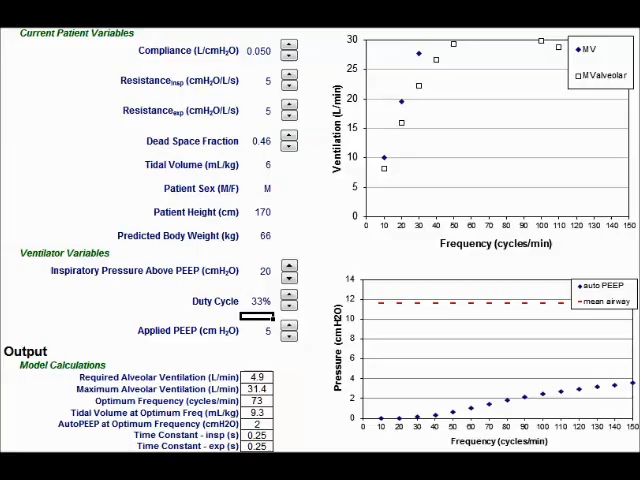 Current Patient Variables
Compliance (L/cmH2O) 0.050
Resistanceinsp (cmH2O/L/s) 5
Resistanceexp (cmH2O/L/s) 5
Dead Space Fraction 0.46
Tidal Volume (mL/kg) 6
Patient Sex (M/F) M
Patient Height (cm) 170
Predicted Body Weight (kg) 66
Ventilator Variables
Inspiratory Pressure Above PEEP (cmH2O) 20
Duty Cycle 33%
Applied PEEP (cm H2O) 5
Output
Model Calculations
Required Alveolar Ventilation (L/min) 4.9
Maximum Alveolar Ventilation (L/min) 31.4
Optimum Frequency (cycles/min) 73
Tidal Volume at Optimum Freq (mL/kg) 9.3
AutoPEEP at Optimum Frequency (cmH2O) 2
Time Constant - insp (s) 0.25
Time Constant - exp (s) 0.25
Ventilation (L/min)
30
25
20
15
10
5
0
MV
MValveolar
0 10 20 30 40 50 60 70 80 90 100 110 120 130 140 150
Frequency (cycles/min)
Pressure (cmH2O)
14
12
10
8
6
4
2
0
auto PEEP
mean airway
0 10 20 30 40 50 60 70 80 90 100 110 120 130 140 150
Frequency (cycles/min)